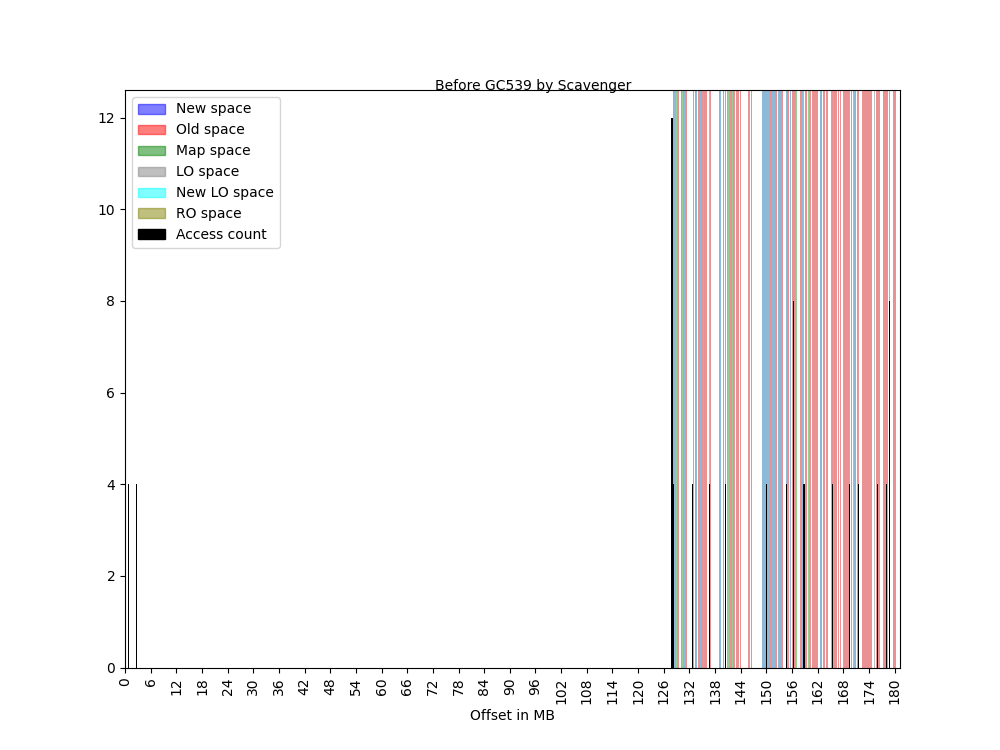 Before GC539 by Scavenger
New space
Old space
Map space
LO space
New LO space
RO space
Access count
12
10
8
6
4
2
0
0 6 12 18 24 30 36 42 48 54 60 66 72 78 84 90 96 102 108 114 120 126 132 138 144 150 156 162 168 174 180
Offset in MB